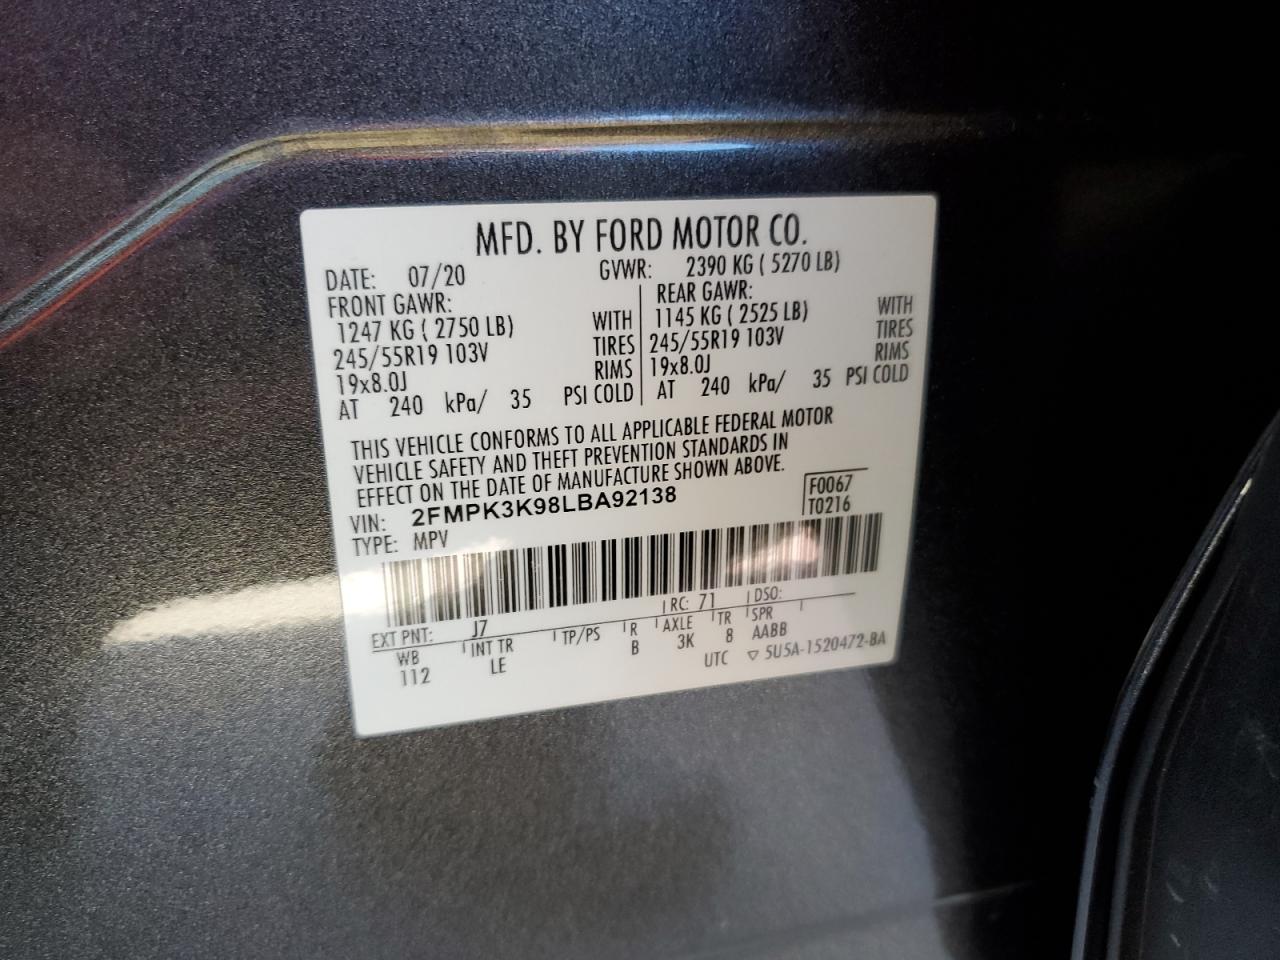 MFD. BY FORD MOTOR CO.
DATE: 07/20 GVWR: 2390 KG ( 5270 LB)
FRONT GAWR: REAR GAWR:
1247 KG ( 2750 LB) WITH 1145 KG ( 2525 LB) WITH
245/55R19 103V TIRES 245/55R19 103V TIRES
19x8.0J RIMS 19x8.0J RIMS
AT 240 kPa/ 35 PSI COLD AT 240 kPa/ 35 PSI COLD
THIS VEHICLE CONFORMS TO ALL APPLICABLE FEDERAL MOTOR
VEHICLE SAFETY AND THEFT PREVENTION STANDARDS IN
EFFECT ON THE DATE OF MANUFACTURE SHOWN ABOVE.
VIN: 2FMPK3K98LBA92138 F0067
TYPE: MPV T0216
EXT PNT: J7 RC: 71 DSO:
WB INT TR TP/PS R AXLE TR SPR
112 LE B 3K 8 AABB
UTC ▽ 5U5A-1520472-BA